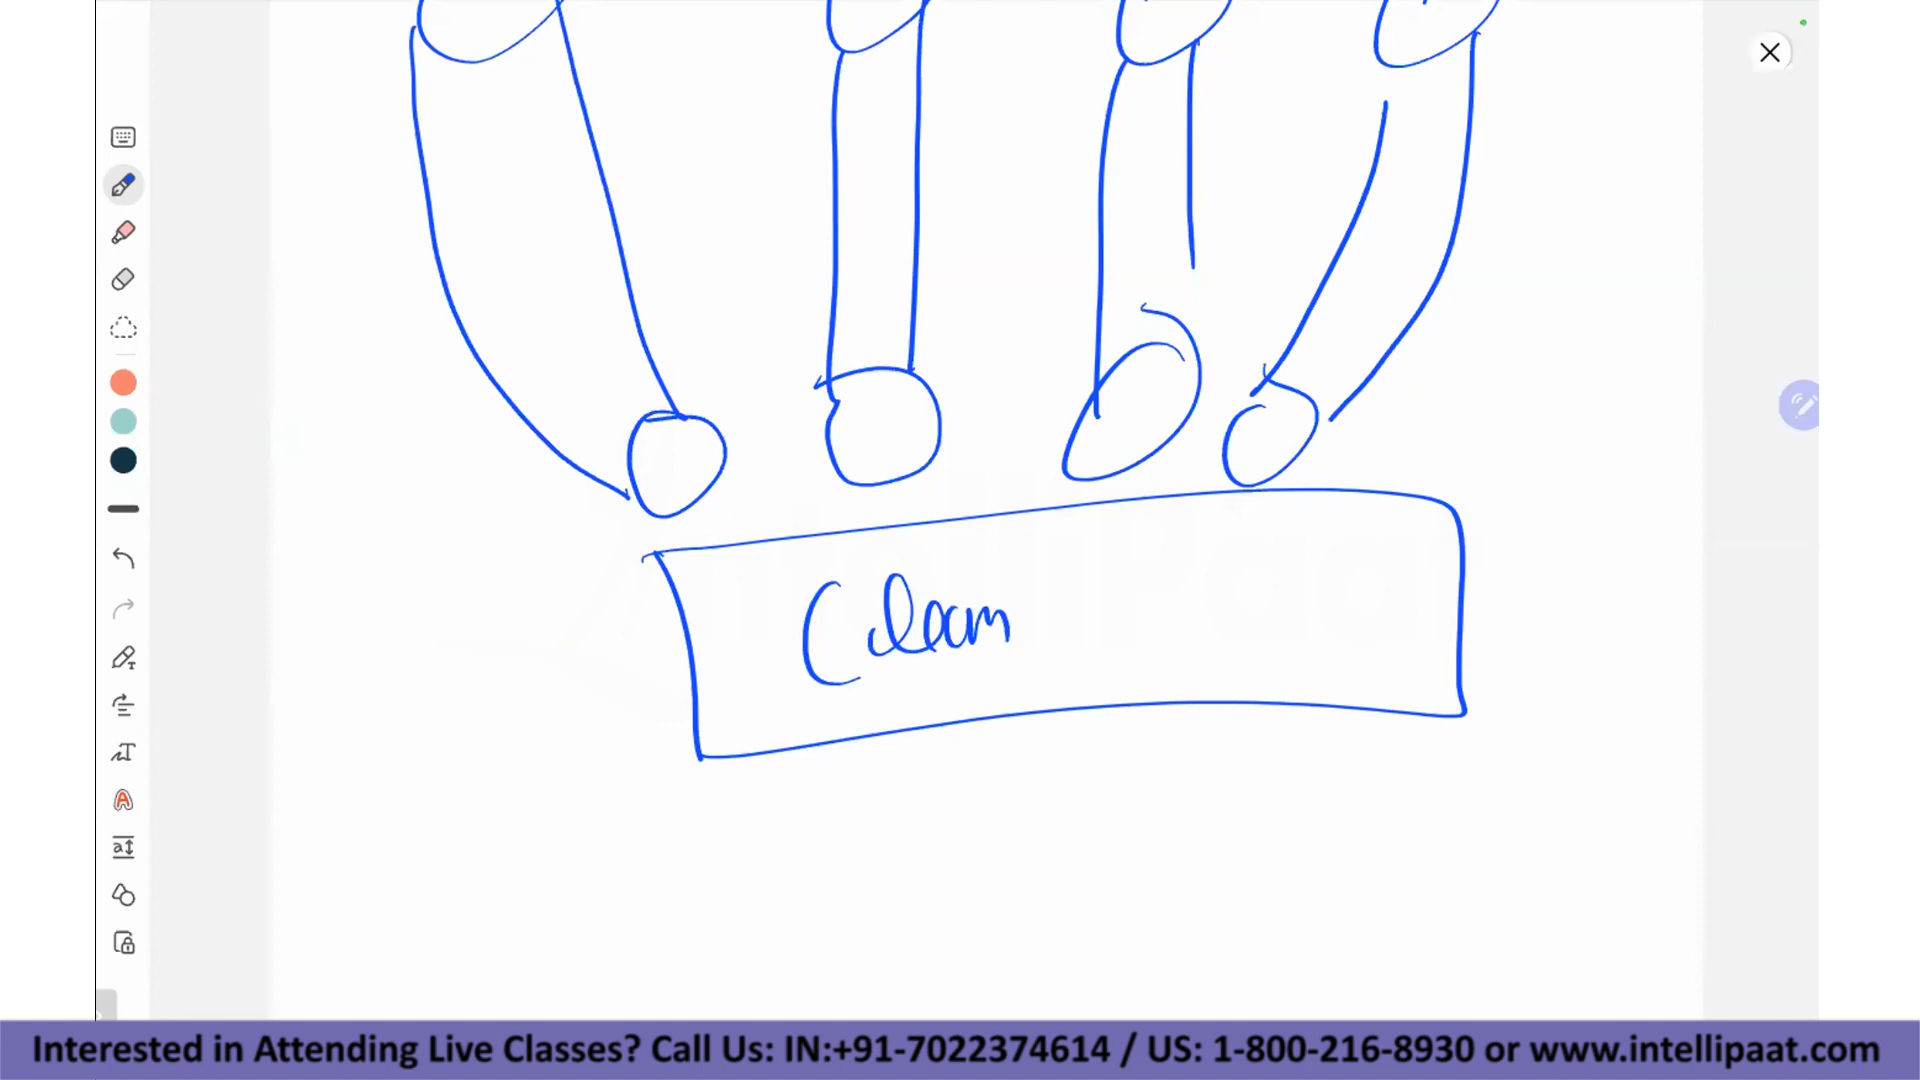 Clean
Interested in Attending Live Classes? Call Us: IN:+91-7022374614 / US: 1-800-216-8930 or www.intellipaat.com